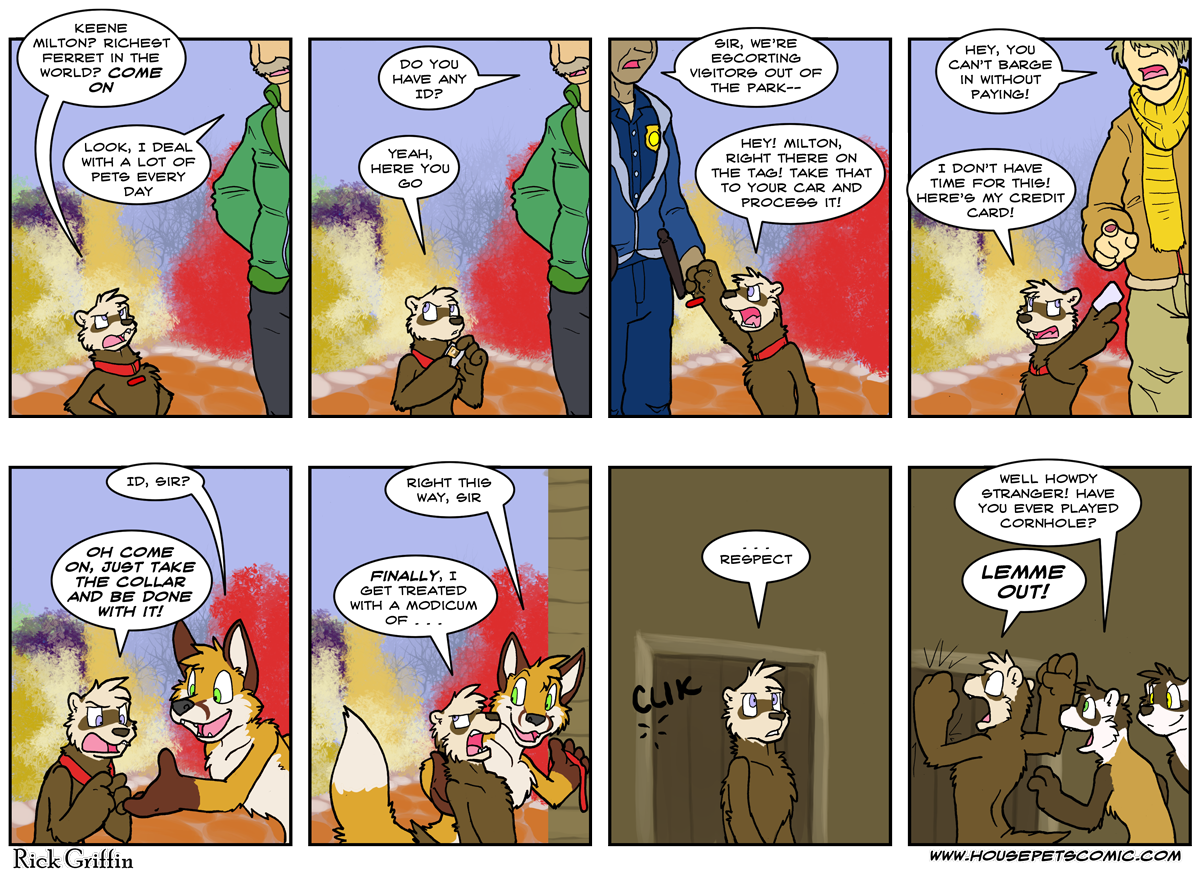 KEENE
MILTON? RICHEST
FERRET IN THE
WORLD? COME
ON
LOOK, I DEAL
WITH A LOT OF
PETS EVERY
DAY
DO YOU
HAVE ANY
ID?
YEAH,
HERE YOU
GO
SIR, WE'RE
ESCORTING
VISITORS OUT OF
THE PARK--
HEY! MILTON,
RIGHT THERE ON
THE TAG! TAKE THAT
TO YOUR CAR AND
PROCESS IT!
HEY, YOU
CAN'T BARGE
IN WITHOUT
PAYING!
I DON'T HAVE
TIME FOR THIS!
HERE'S MY CREDIT
CARD!
ID, SIR?
OH COME
ON, JUST TAKE
THE COLLAR
AND BE DONE
WITH IT!
RIGHT THIS
WAY, SIR
FINALLY, I
GET TREATED
WITH A MODICUM
OF . . .
. . .
RESPECT
CLIK
WELL HOWDY
STRANGER! HAVE
YOU EVER PLAYED
CORNHOLE?
LEMME
OUT!
Rick Griffin
WWW.HOUSEPETSCOMIC.COM